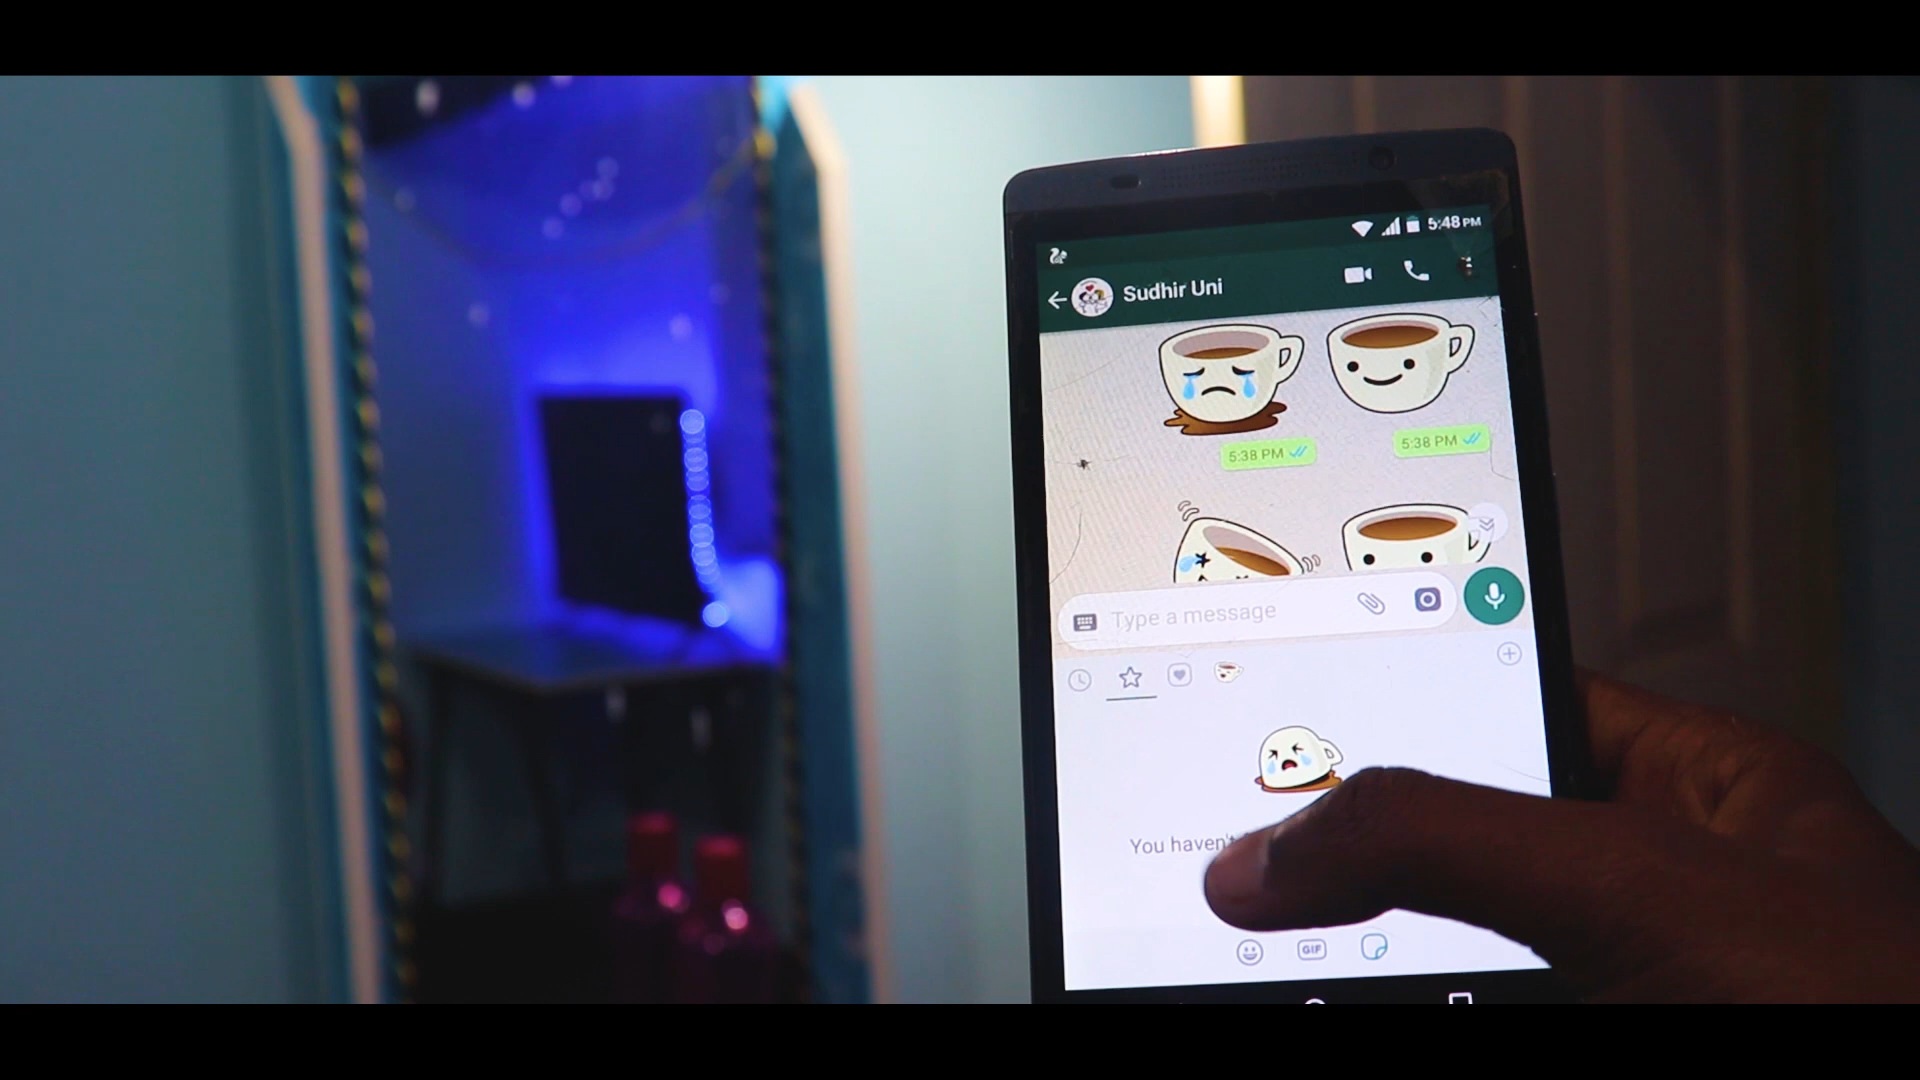 5:48 PM
Sudhir Uni
5:38 PM
5:38 PM
Type a message
You haven't
GIF